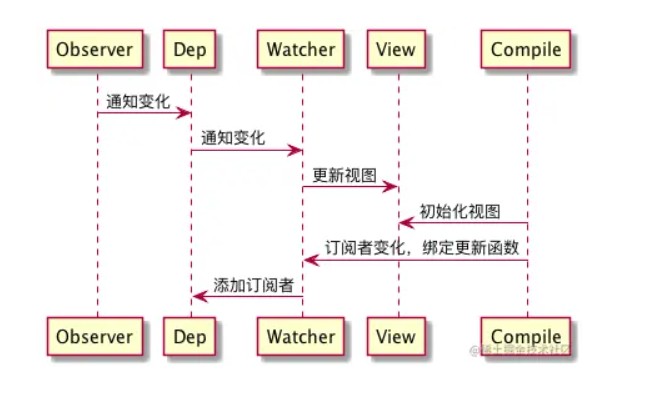 Observer Dep Watcher View Compile
通知变化
通知变化
更新视图
初始化视图
订阅者变化，绑定更新函数
添加订阅者
Observer Dep Watcher View Compile
@稀土掘金技术社区